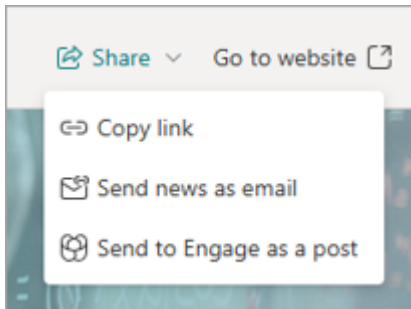 Share Go to website
Copy link
Send news as email
Send to Engage as a post